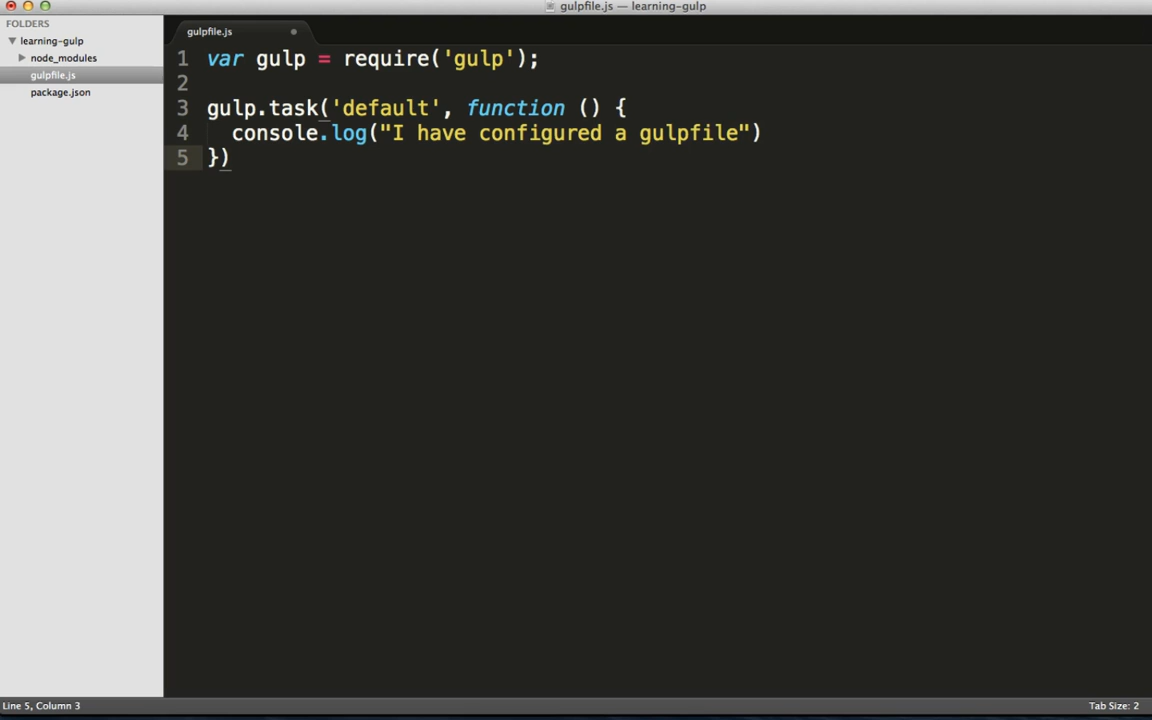 gulpfile.js — learning-gulp
FOLDERS
learning-gulp
node_modules
gulpfile.js
package.json
gulpfile.js
1 var gulp = require('gulp');
2
3 gulp.task('default', function () {
4   console.log("I have configured a gulpfile")
5 })
Line 5, Column 3
Tab Size: 2